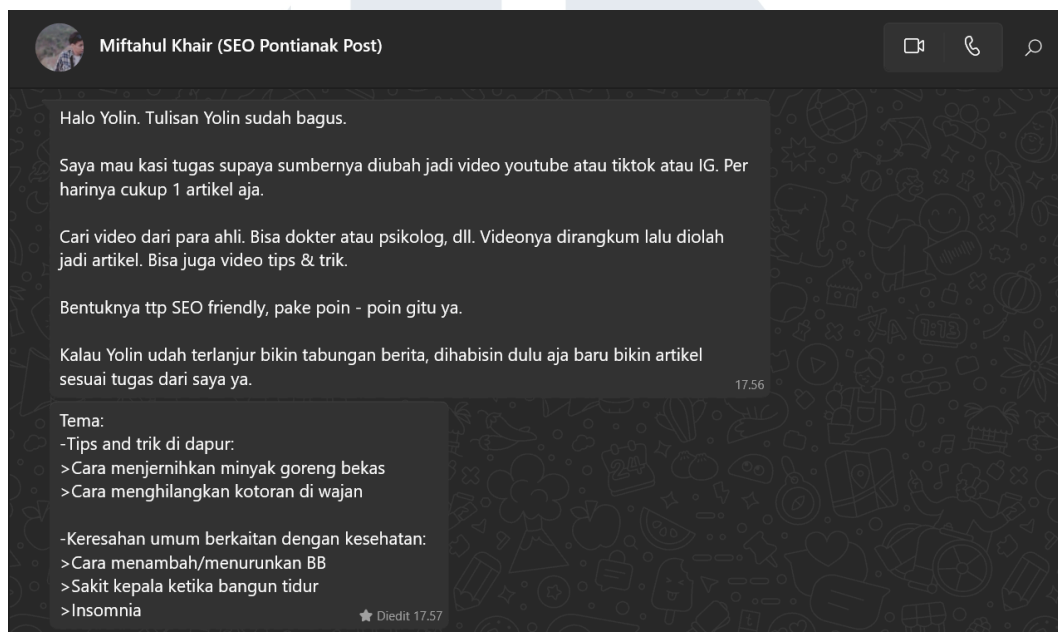 Miftahul Khair (SEO Pontianak Post)
Halo Yolin. Tulisan Yolin sudah bagus.
Saya mau kasi tugas supaya sumbernya diubah jadi video youtube atau tiktok atau IG. Per
harinya cukup 1 artikel aja.
Cari video dari para ahli. Bisa dokter atau psikolog, dll. Videonya dirangkum lalu diolah
jadi artikel. Bisa juga video tips & trik.
Bentuknya ttp SEO friendly, pake poin - poin gitu ya.
Kalau Yolin udah terlanjur bikin tabungan berita, dihabisin dulu aja baru bikin artikel
sesuai tugas dari saya ya.
17.56
Tema:
-Tips and trik di dapur:
>Cara menjernihkan minyak goreng bekas
>Cara menghilangkan kotoran di wajan
-Keresahan umum berkaitan dengan kesehatan:
>Cara menambah/menurunkan BB
>Sakit kepala ketika bangun tidur
>Insomnia
Diedit 17.57